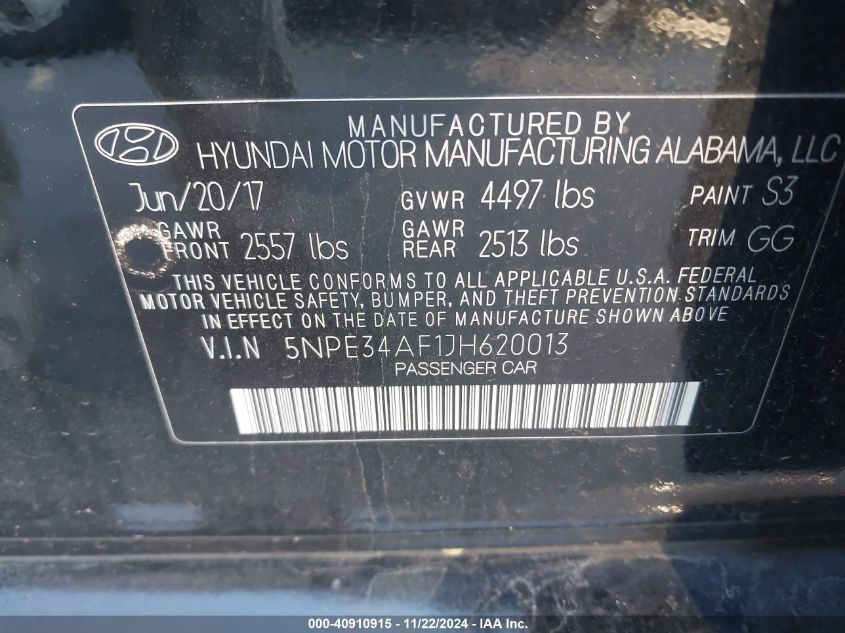 MANUFACTURED BY
HYUNDAI MOTOR MANUFACTURING ALABAMA, LLC
Jun/20/17 GVWR 4497 lbs PAINT S3
GAWR FRONT 2557 lbs GAWR REAR 2513 lbs TRIM GG
THIS VEHICLE CONFORMS TO ALL APPLICABLE U.S.A. FEDERAL
MOTOR VEHICLE SAFETY, BUMPER, AND THEFT PREVENTION STANDARDS
IN EFFECT ON THE DATE OF MANUFACTURE SHOWN ABOVE.
V.I.N 5NPE34AF1JH620013
PASSENGER CAR
000-40910915 - 11/22/2024 - IAA Inc.